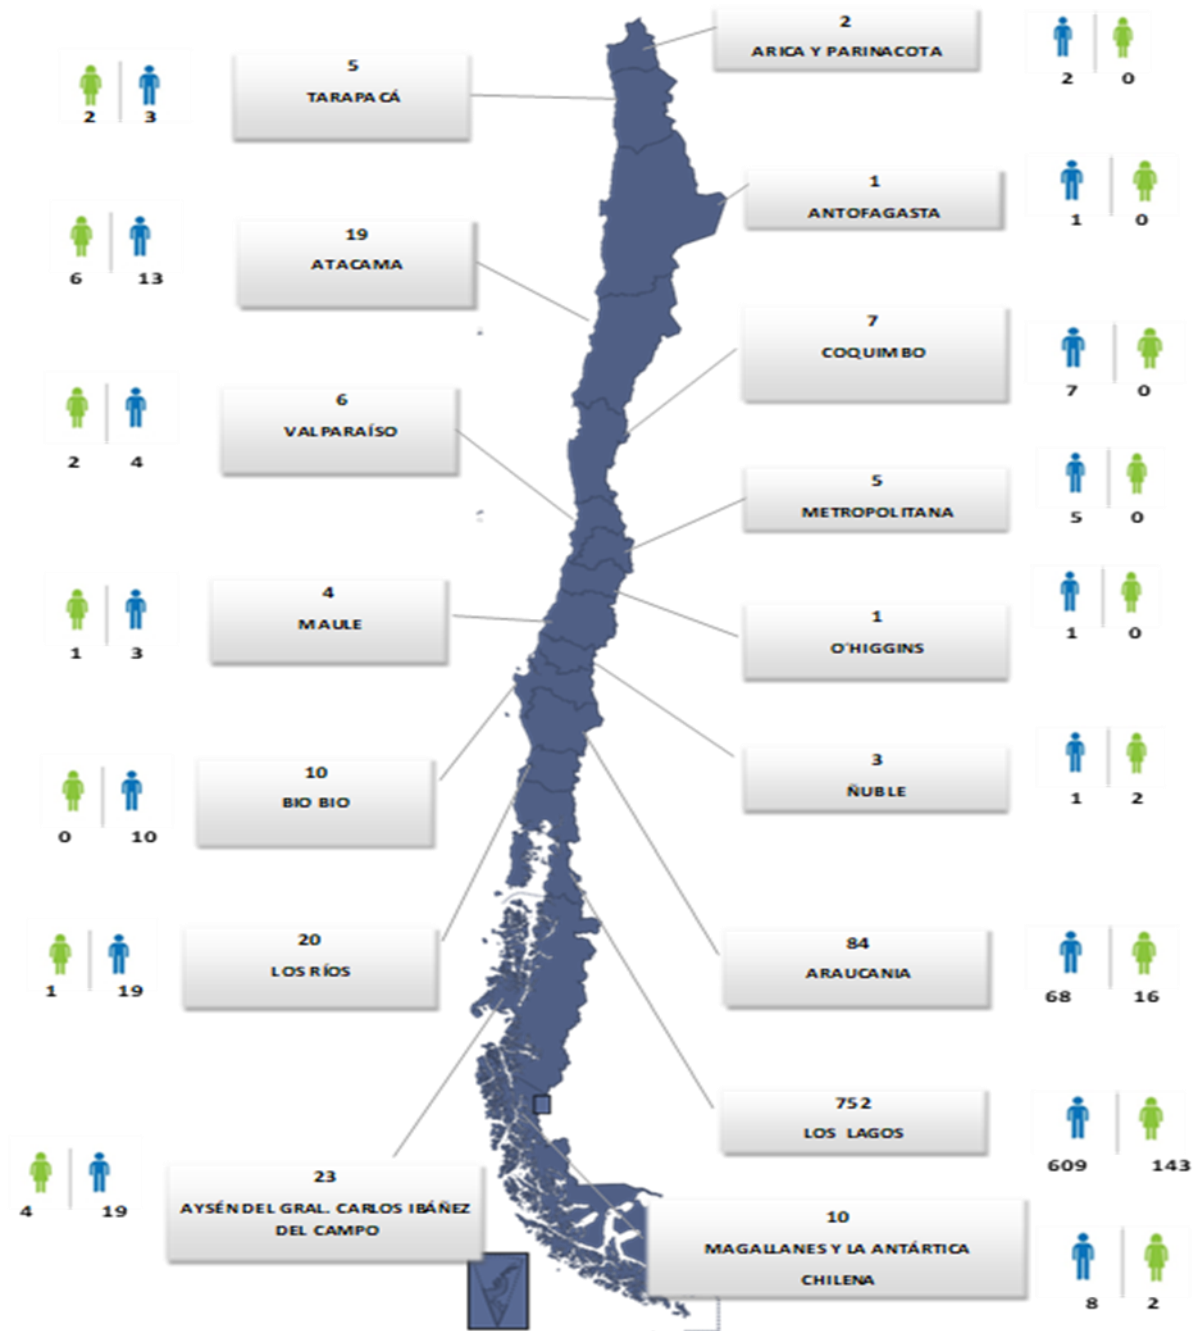 2
ARICA Y PARINACOTA
2 0
5
TARAPACÁ
2 3
1
ANTOFAGASTA
1 0
19
ATACAMA
6 13
7
COQUIMBO
7 0
6
VALPARAÍSO
2 4
5
METROPOLITANA
5 0
4
MAULE
1 3
1
O'HIGGINS
1 0
3
ÑUBLE
1 2
10
BIO BIO
0 10
20
LOS RÍOS
1 19
84
ARAUCANIA
68 16
752
LOS LAGOS
609 143
23
AYSÉN DEL GRAL. CARLOS IBÁÑEZ
DEL CAMPO
4 19
10
MAGALLANES Y LA ANTÁRTICA
CHILENA
8 2